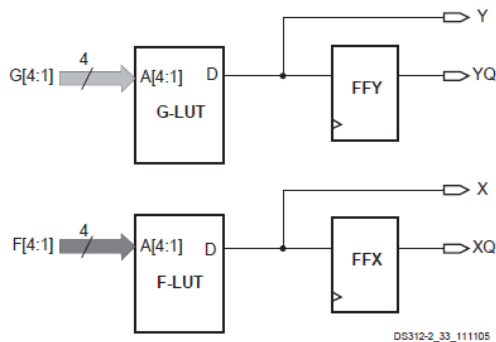 Y
4
G[4:1]
A[4:1] D
G-LUT
FFY
YQ
X
4
F[4:1]
A[4:1] D
F-LUT
FFX
XQ
DS312-2_33_111105